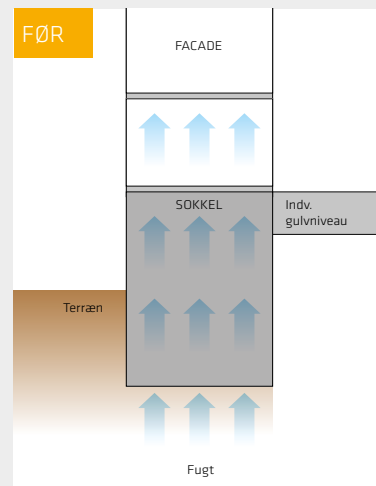 FØR
FACADE
SOKKEL
Indv.
gulvniveau
Terræn
Fugt